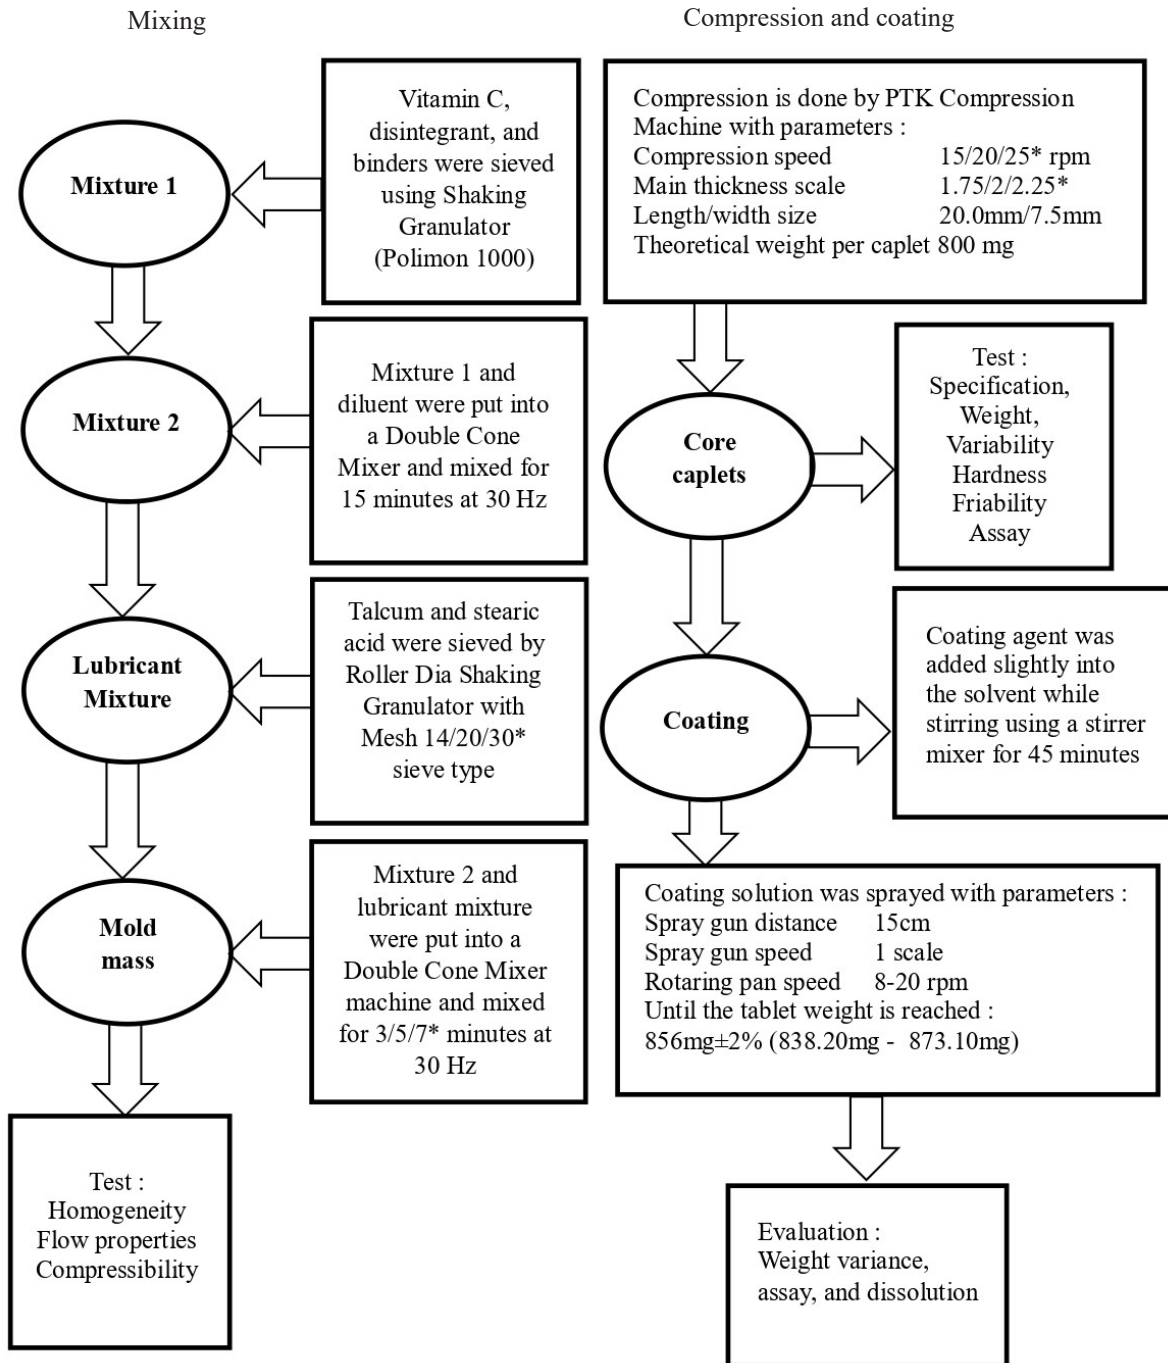 Mixing
Mixture 1
Vitamin C,
disintegrant, and
binders were sieved
using Shaking
Granulator
(Polimon 1000)
Mixture 2
Mixture 1 and
diluent were put into
a Double Cone
Mixer and mixed for
15 minutes at 30 Hz
Lubricant
Mixture
Talcum and stearic
acid were sieved by
Roller Dia Shaking
Granulator with
Mesh 14/20/30*
sieve type
Mold
mass
Mixture 2 and
lubricant mixture
were put into a
Double Cone Mixer
machine and mixed
for 3/5/7* minutes at
30 Hz
Test :
Homogeneity
Flow properties
Compressibility
Compression and coating
Compression is done by PTK Compression
Machine with parameters :
Compression speed 15/20/25* rpm
Main thickness scale 1.75/2/2.25*
Length/width size 20.0mm/7.5mm
Theoretical weight per caplet 800 mg
Core
caplets
Test :
Specification,
Weight,
Variability
Hardness
Friability
Assay
Coating
Coating agent was
added slightly into
the solvent while
stirring using a stirrer
mixer for 45 minutes
Coating solution was sprayed with parameters :
Spray gun distance 15cm
Spray gun speed 1 scale
Rotaring pan speed 8-20 rpm
Until the tablet weight is reached :
856mg±2% (838.20mg - 873.10mg)
Evaluation :
Weight variance,
assay, and dissolution